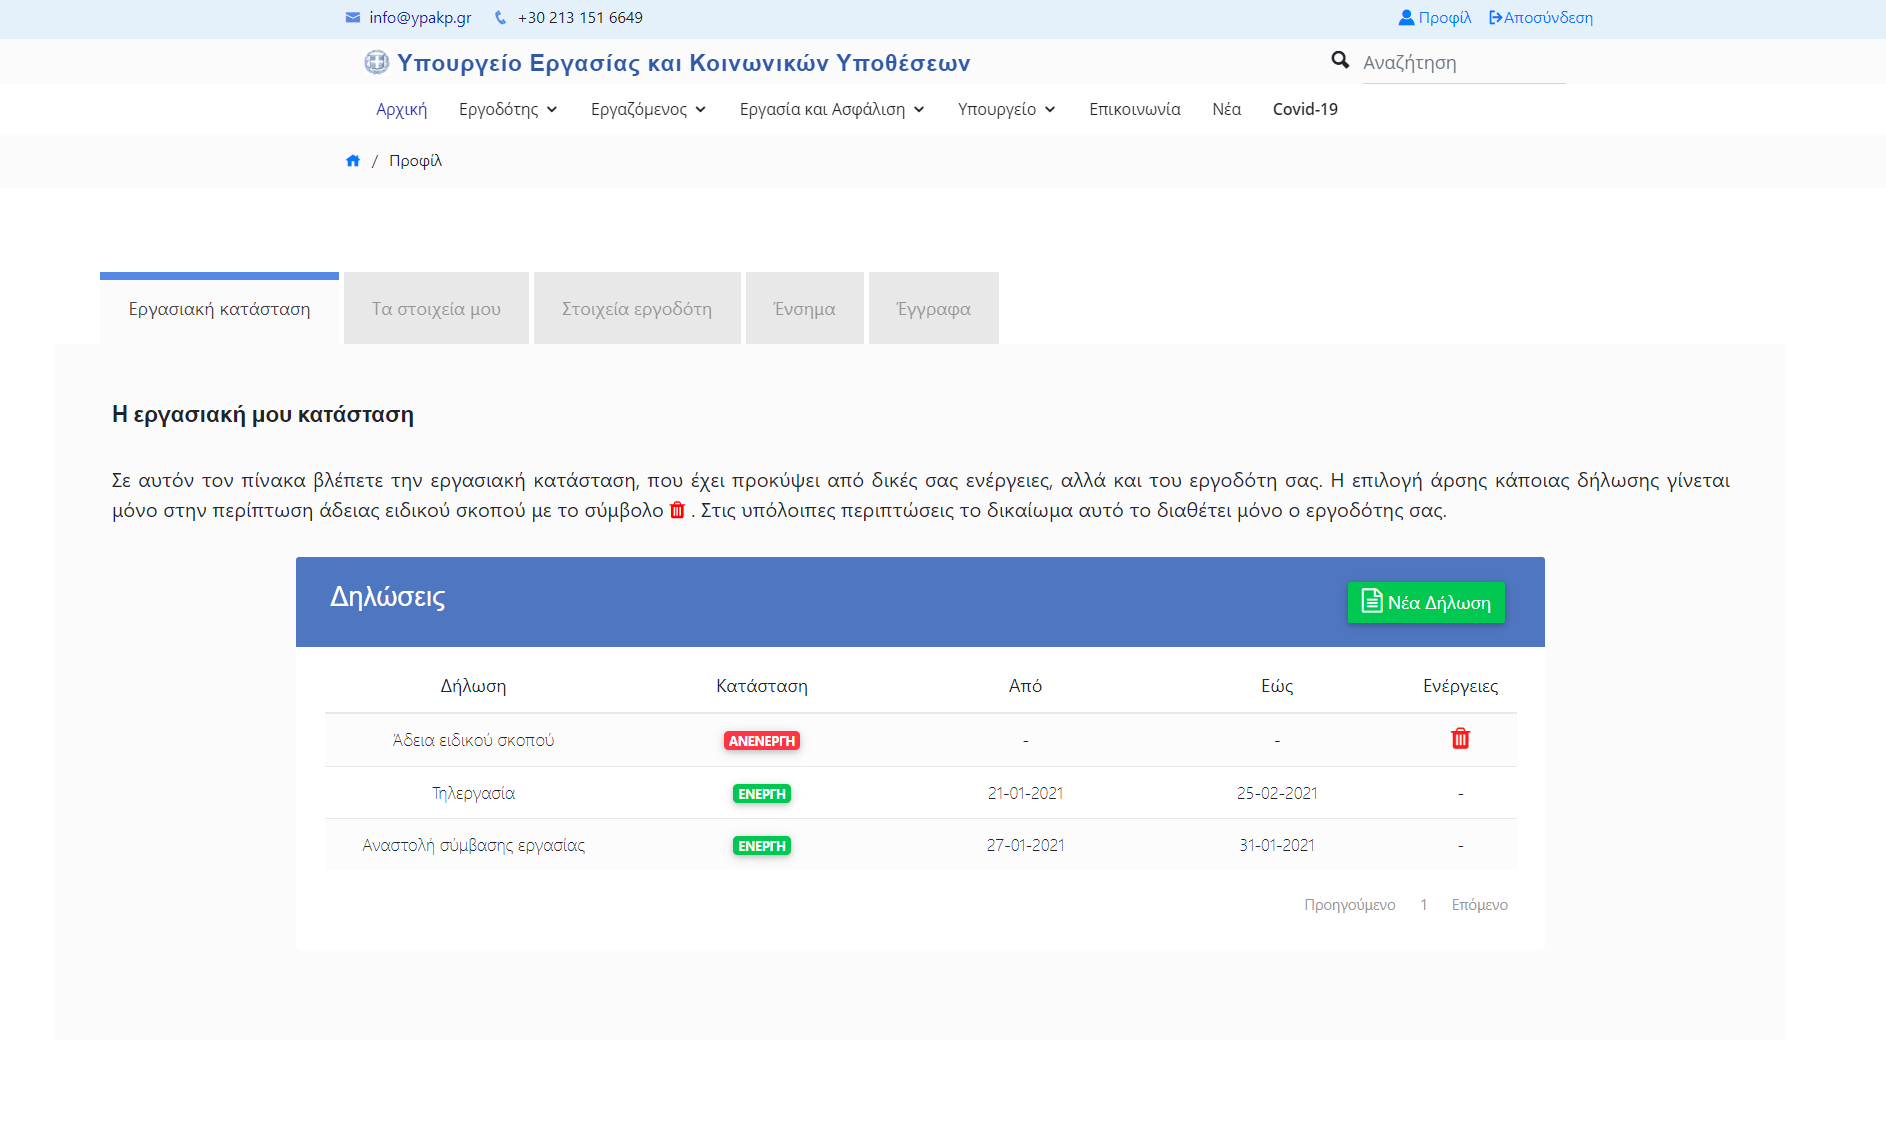 info@ypakp.gr +30 213 151 6649 Προφίλ Αποσύνδεση
Υπουργείο Εργασίας και Κοινωνικών Υποθέσεων Αναζήτηση
Αρχική Εργοδότης Εργαζόμενος Εργασία και Ασφάλιση Υπουργείο Επικοινωνία Νέα Covid-19
/ Προφίλ
Εργασιακή κατάσταση Τα στοιχεία μου Στοιχεία εργοδότη Ένσημα Έγγραφα
Η εργασιακή μου κατάσταση
Σε αυτόν τον πίνακα βλέπετε την εργασιακή κατάσταση, που έχει προκύψει από δικές σας ενέργειες, αλλά και του εργοδότη σας. Η επιλογή άρσης κάποιας δήλωσης γίνεται
μόνο στην περίπτωση άδειας ειδικού σκοπού με το σύμβολο . Στις υπόλοιπες περιπτώσεις το δικαίωμα αυτό το διαθέτει μόνο ο εργοδότης σας.
Δηλώσεις Νέα Δήλωση
Δήλωση Κατάσταση Από Εώς Ενέργειες
Άδεια ειδικού σκοπού ΑΝΕΝΕΡΓΗ - -
Τηλεργασία ΕΝΕΡΓΗ 21-01-2021 25-02-2021 -
Αναστολή σύμβασης εργασίας ΕΝΕΡΓΗ 27-01-2021 31-01-2021 -
Προηγούμενο 1 Επόμενο